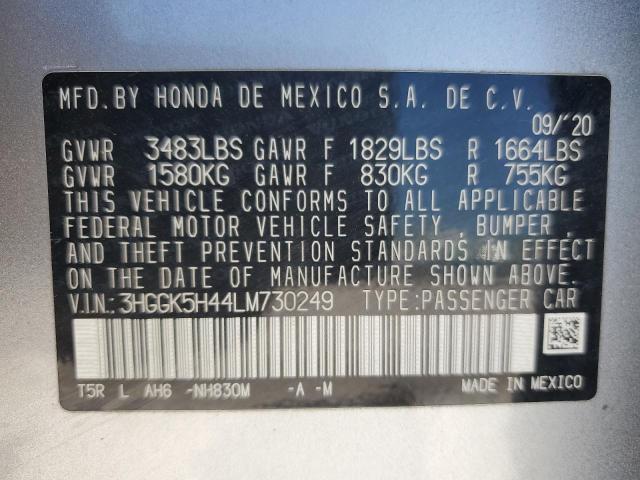 MFD. BY HONDA DE MEXICO S.A. DE C.V.
09/'20
GVWR 3483LBS GAWR F 1829LBS R 1664LBS
GVWR 1580KG GAWR F 830KG R 755KG
THIS VEHICLE CONFORMS TO ALL APPLICABLE
FEDERAL MOTOR VEHICLE SAFETY, BUMPER,
AND THEFT PREVENTION STANDARDS IN EFFECT
ON THE DATE OF MANUFACTURE SHOWN ABOVE.
V.I.N.: 3HGGK5H44LM730249 TYPE: PASSENGER CAR
T5R L AH6 -NH830M -A -M MADE IN MEXICO